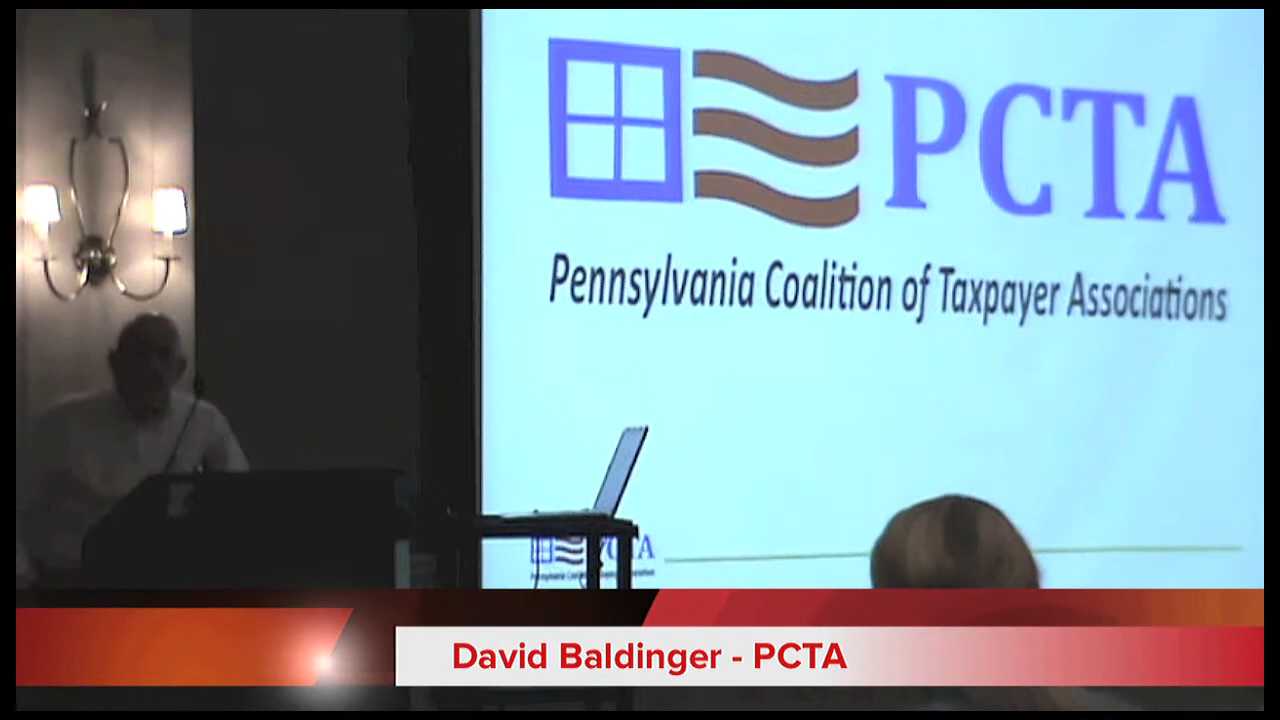 PCTA
Pennsylvania Coalition of Taxpayer Associations
David Baldinger - PCTA